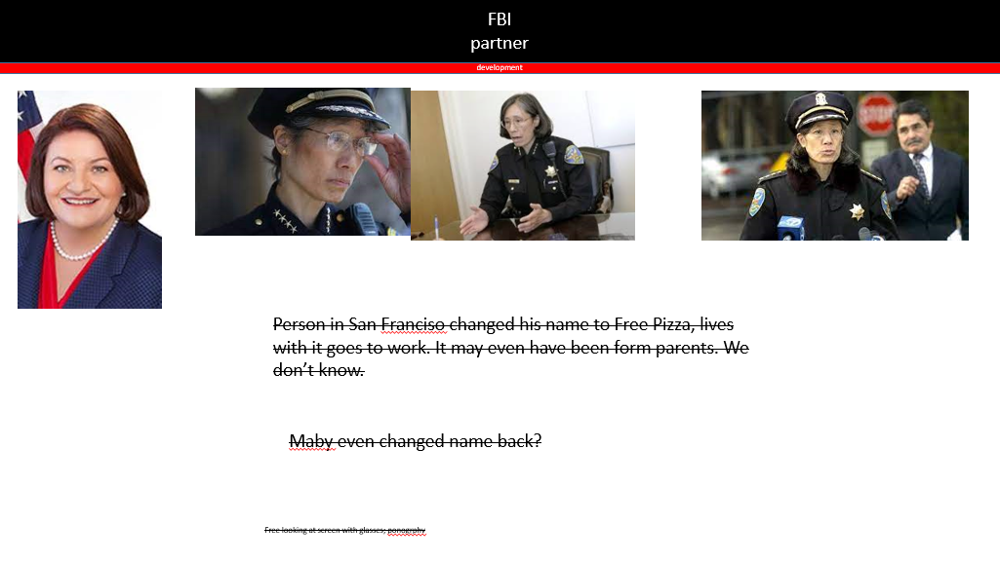 FBI
partner
development
STOP
Person in San Franciso changed his name to Free Pizza, lives
with it goes to work. It may even have been form parents. We
don't know.
Maby even changed name back?
Free looking at screen with glasses; ponogrphy